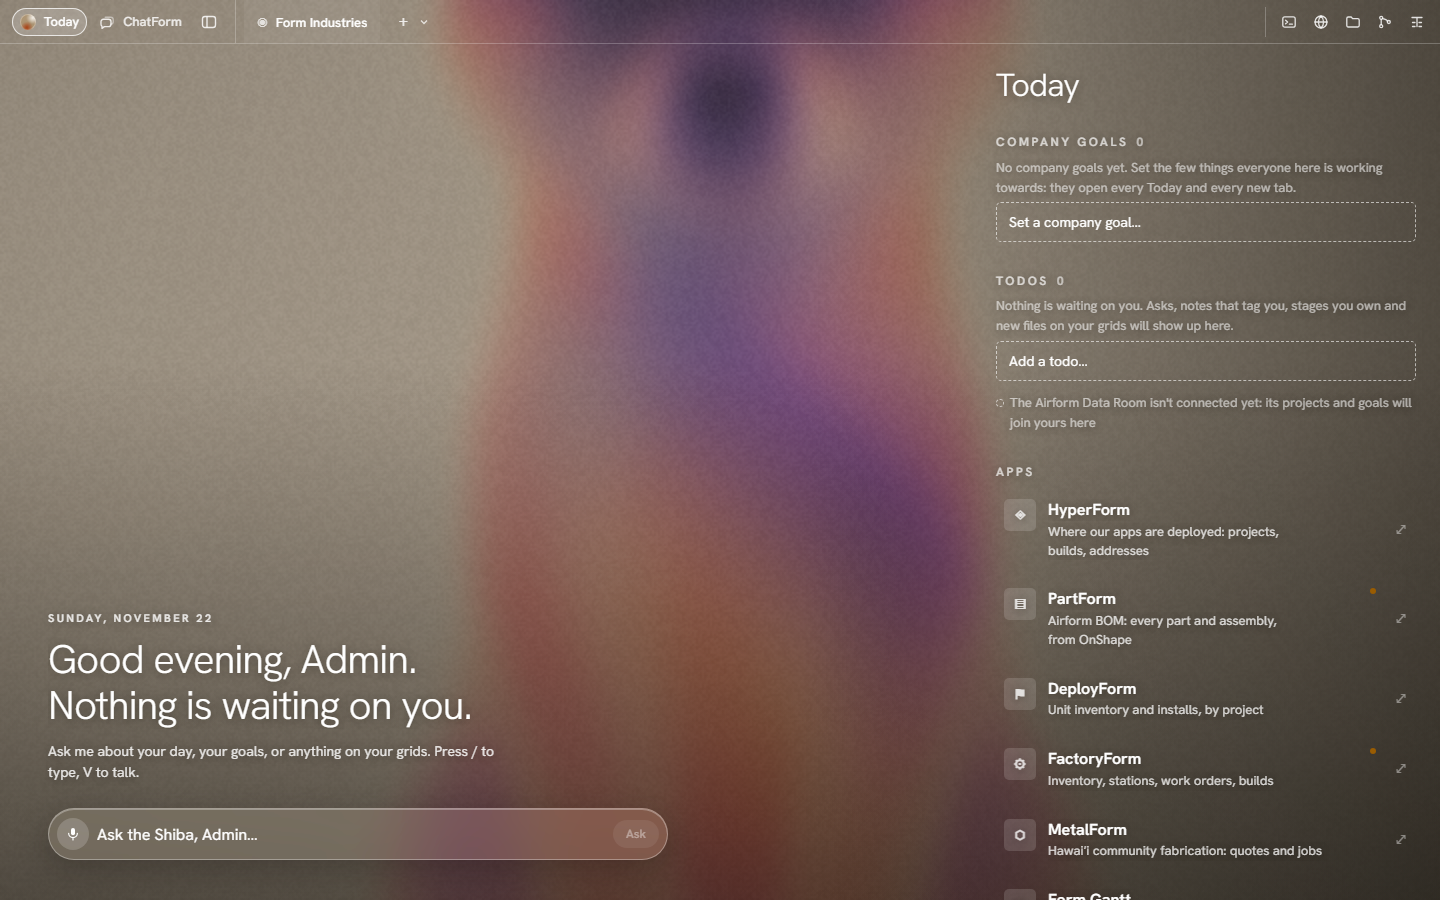 Today
ChatForm
Form Industries
Today
COMPANY GOALS 0
No company goals yet. Set the few things everyone here is working
towards: they open every Today and every new tab.
Set a company goal...
TODOS 0
Nothing is waiting on you. Asks, notes that tag you, stages you own and
new files on your grids will show up here.
Add a todo...
The Airform Data Room isn't connected yet: its projects and goals will
join yours here
APPS
HyperForm
Where our apps are deployed: projects,
builds, addresses
PartForm
Airform BOM: every part and assembly,
from OnShape
DeployForm
Unit inventory and installs, by project
FactoryForm
Inventory, stations, work orders, builds
MetalForm
Hawai'i community fabrication: quotes and jobs
Form Gantt
SUNDAY, NOVEMBER 22
Good evening, Admin.
Nothing is waiting on you.
Ask me about your day, your goals, or anything on your grids. Press / to
type, V to talk.
Ask the Shiba, Admin...
Ask